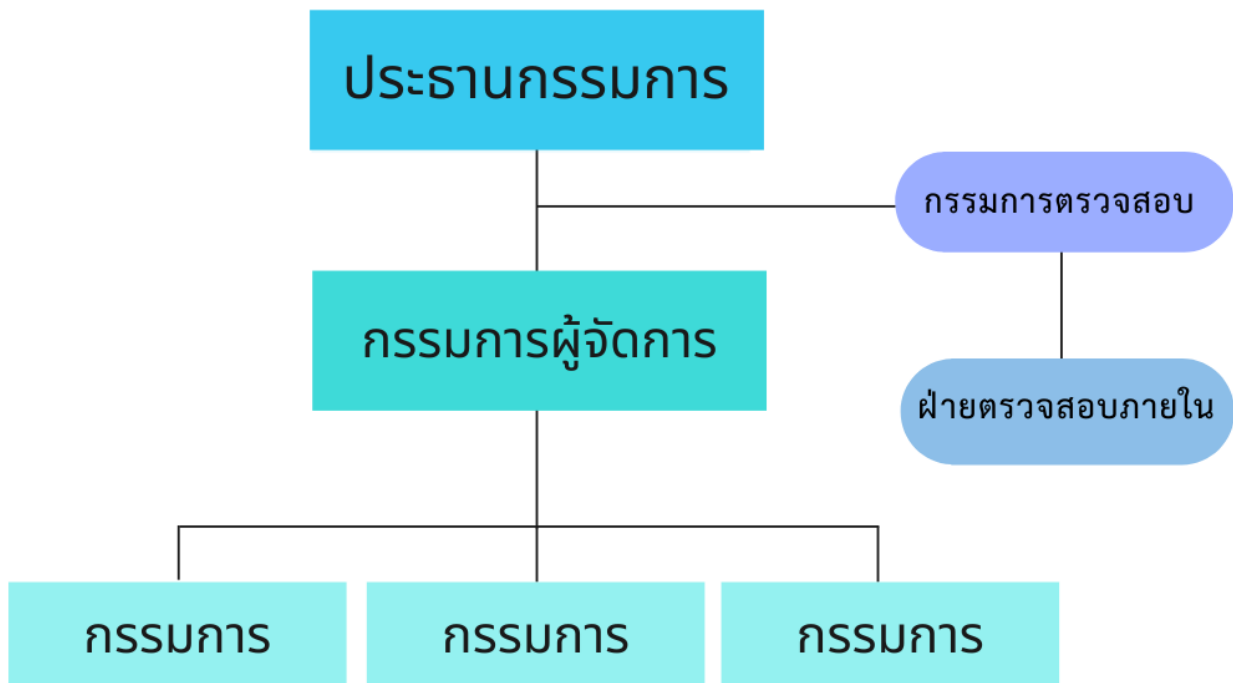 ประธานกรรมการ
กรรมการตรวจสอบ
กรรมการผู้จัดการ
ฝ่ายตรวจสอบภายใน
กรรมการ
กรรมการ
กรรมการ